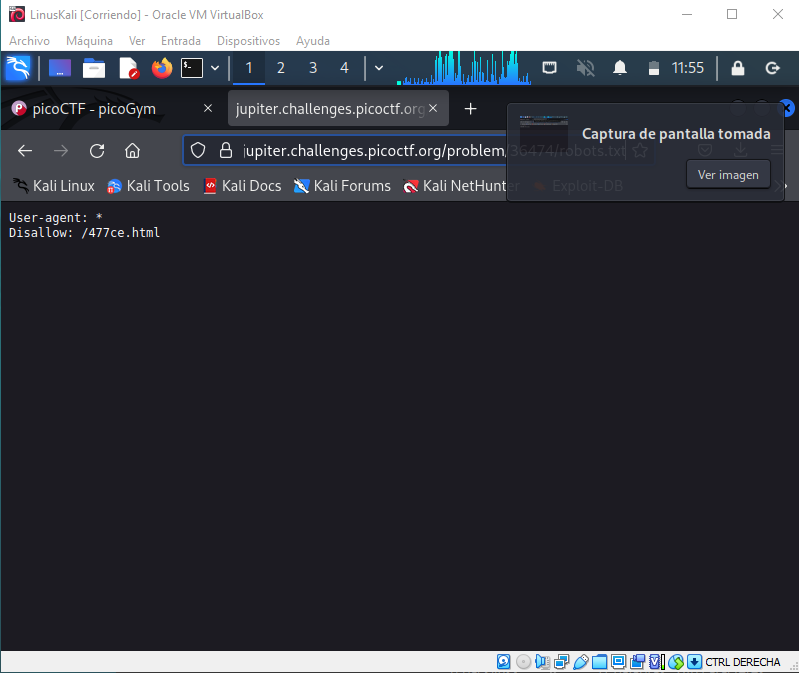 LinusKali [Corriendo] - Oracle VM VirtualBox
Archivo Máquina Ver Entrada Dispositivos Ayuda
1 2 3 4 11:55
picoCTF - picoGym jupiter.challenges.picoctf.org
Captura de pantalla tomada
jupiter.challenges.picoctf.org/problem/36474/robots.txt
Ver imagen
Kali Linux Kali Tools Kali Docs Kali Forums Kali NetHunter Exploit-DB
User-agent: *
Disallow: /477ce.html
CTRL DERECHA